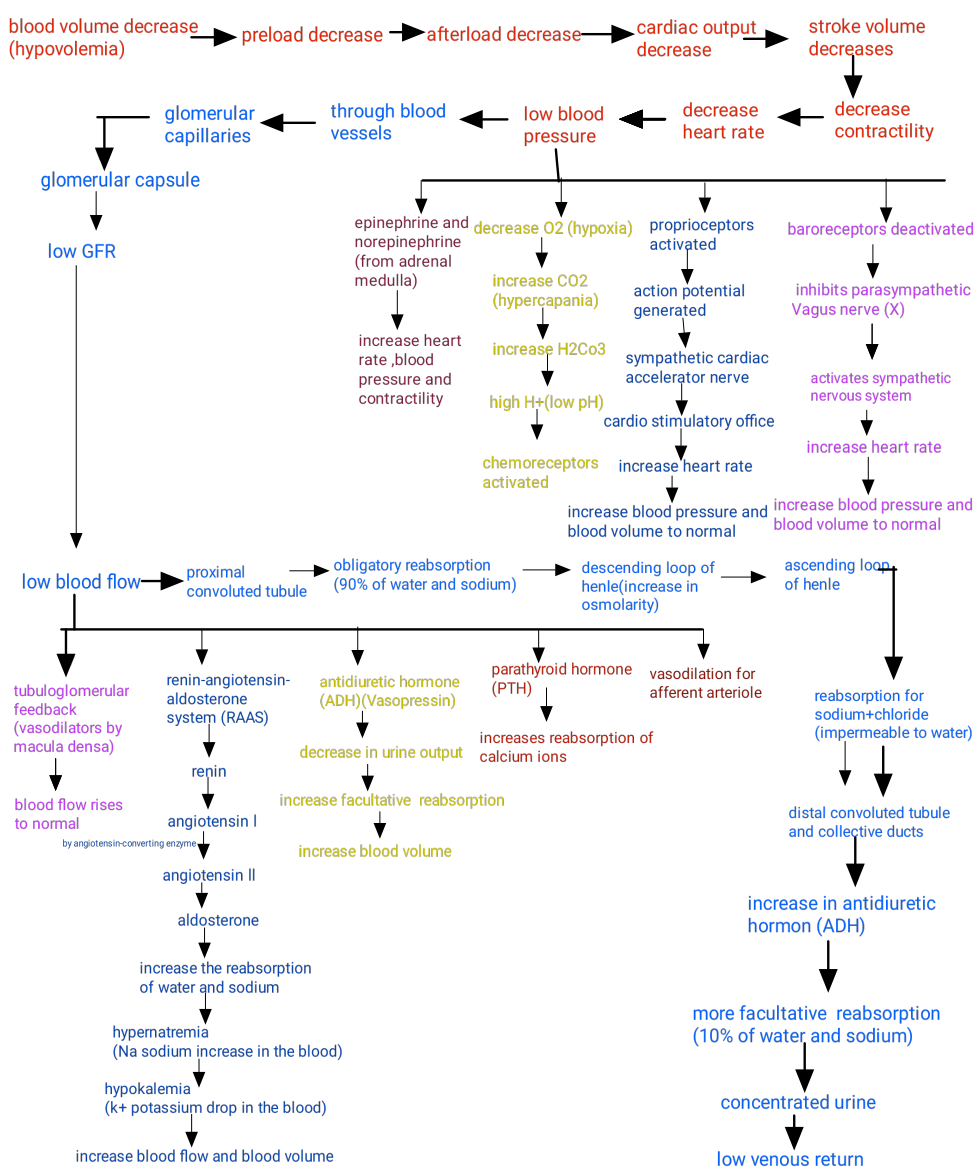 blood volume decrease
(hypovolemia)
preload decrease
afterload decrease
cardiac output
decrease
stroke volume
decreases
glomerular
capillaries
through blood
vessels
low blood
pressure
decrease
heart rate
decrease
contractility
glomerular capsule
low GFR
epinephrine and
norepinephrine
(from adrenal
medulla)
increase heart
rate ,blood
pressure and
contractility
decrease O2 (hypoxia)
increase CO2
(hypercapania)
increase H2Co3
high H+(low pH)
chemoreceptors
activated
proprioceptors
activated
action potential
generated
sympathetic cardiac
accelerator nerve
cardio stimulatory office
increase heart rate
increase blood pressure and
blood volume to normal
baroreceptors deactivated
inhibits parasympathetic
Vagus nerve (X)
activates sympathetic
nervous system
increase heart rate
increase blood pressure and
blood volume to normal
low blood flow
proximal
convoluted tubule
obligatory reabsorption
(90% of water and sodium)
descending loop of
henle(increase in
osmolarity)
ascending loop
of henle
tubuloglomerular
feedback
(vasodilators by
macula densa)
blood flow rises
to normal
renin-angiotensin-
aldosterone
system (RAAS)
renin
angiotensin I
by angiotensin-converting enzyme
angiotensin II
aldosterone
increase the reabsorption
of water and sodium
hypernatremia
(Na sodium increase in the blood)
hypokalemia
(k+ potassium drop in the blood)
increase blood flow and blood volume
antidiuretic hormone
(ADH)(Vasopressin)
decrease in urine output
increase facultative reabsorption
increase blood volume
parathyroid hormone
(PTH)
increases reabsorption of
calcium ions
vasodilation for
afferent arteriole
reabsorption for
sodium+chloride
(impermeable to water)
distal convoluted tubule
and collective ducts
increase in antidiuretic
hormon (ADH)
more facultative reabsorption
(10% of water and sodium)
concentrated urine
low venous return